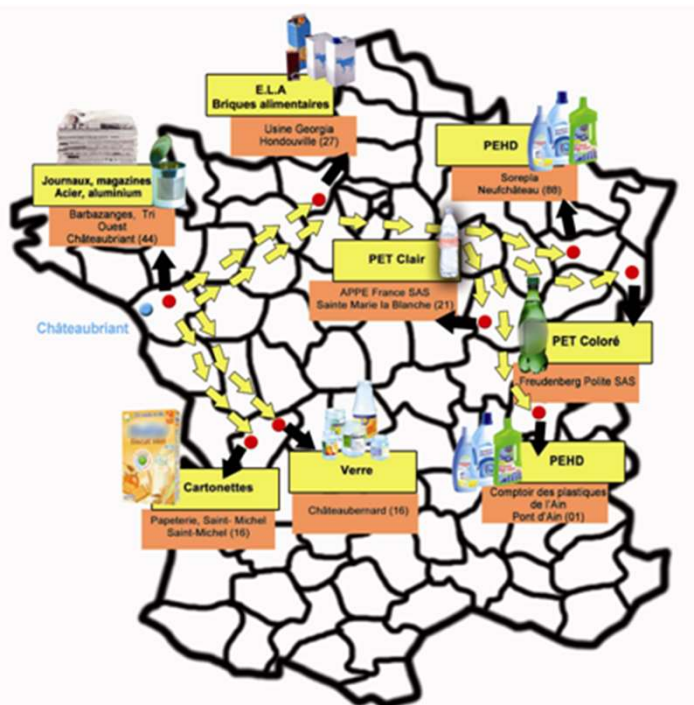 E.L.A
Briques alimentaires
Usine Georgia
Hondouville (27)
PEHD
Sorepla
Neufchâteau (88)
Journaux, magazines
Acier, aluminium
Barbazanges, Tri
Ouest
Châteaubriant (44)
PET Clair
APPE France SAS
Sainte Marie la Blanche (21)
Châteaubriant
PET Coloré
Freudenberg Polite SAS
Verre
Châteaubernard (16)
PEHD
Comptoir des plastiques
de l'Ain
Pont d'Ain (01)
Cartonettes
Papeterie, Saint- Michel
Saint-Michel (16)